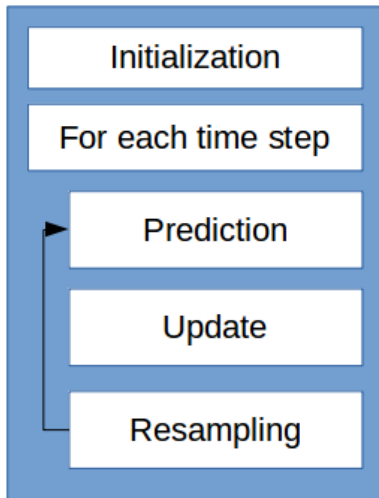 Initialization
For each time step
Prediction
Update
Resampling